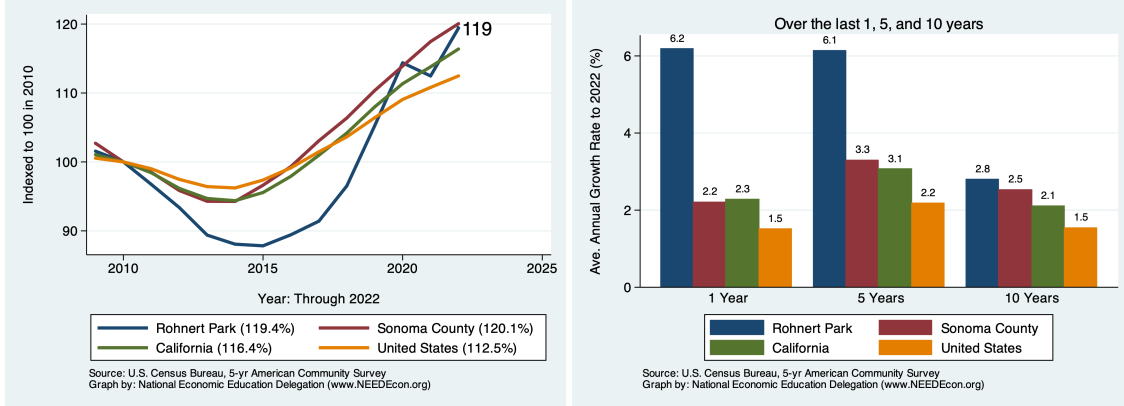 Indexed to 100 in 2010
120
110
100
90
119
2010
2015
2020
2025
Year: Through 2022
Rohnert Park (119.4%)
Sonoma County (120.1%)
California (116.4%)
United States (112.5%)
Source: U.S. Census Bureau, 5-yr American Community Survey
Graph by: National Economic Education Delegation (www.NEEDEcon.org)
Over the last 1, 5, and 10 years
Ave. Annual Growth Rate to 2022 (%)
6
4
2
0
6.2
2.2
2.3
1.5
6.1
3.3
3.1
2.2
2.8
2.5
2.1
1.5
1 Year
5 Years
10 Years
Rohnert Park
Sonoma County
California
United States
Source: U.S. Census Bureau, 5-yr American Community Survey
Graph by: National Economic Education Delegation (www.NEEDEcon.org)